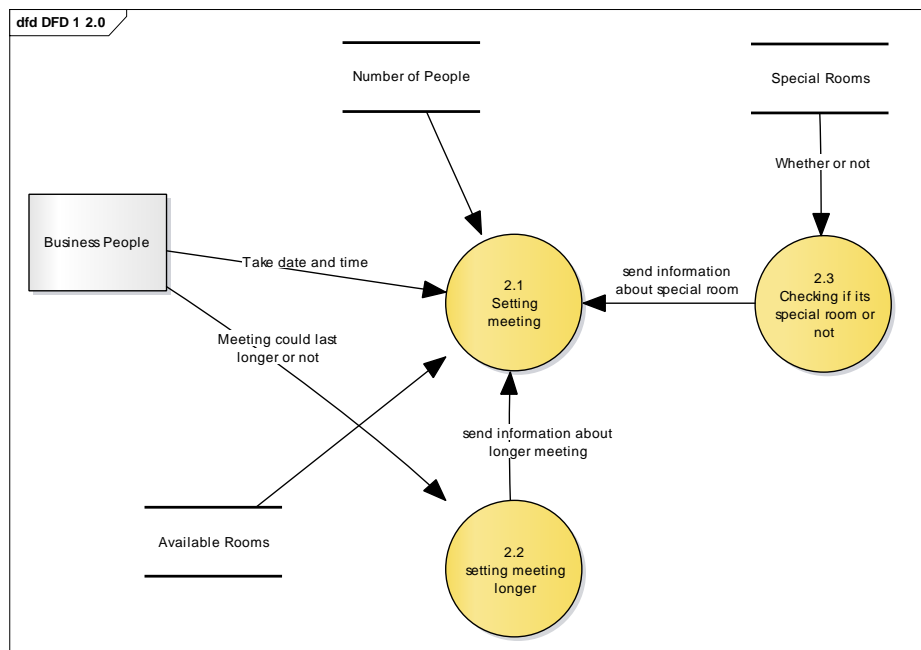 dfd DFD 1 2.0
Number of People
Special Rooms
Whether or not
Business People
Take date and time
2.1
Setting
meeting
send information
about special room
2.3
Checking if its
special room or
not
Meeting could last
longer or not
send information about
longer meeting
Available Rooms
2.2
setting meeting
longer